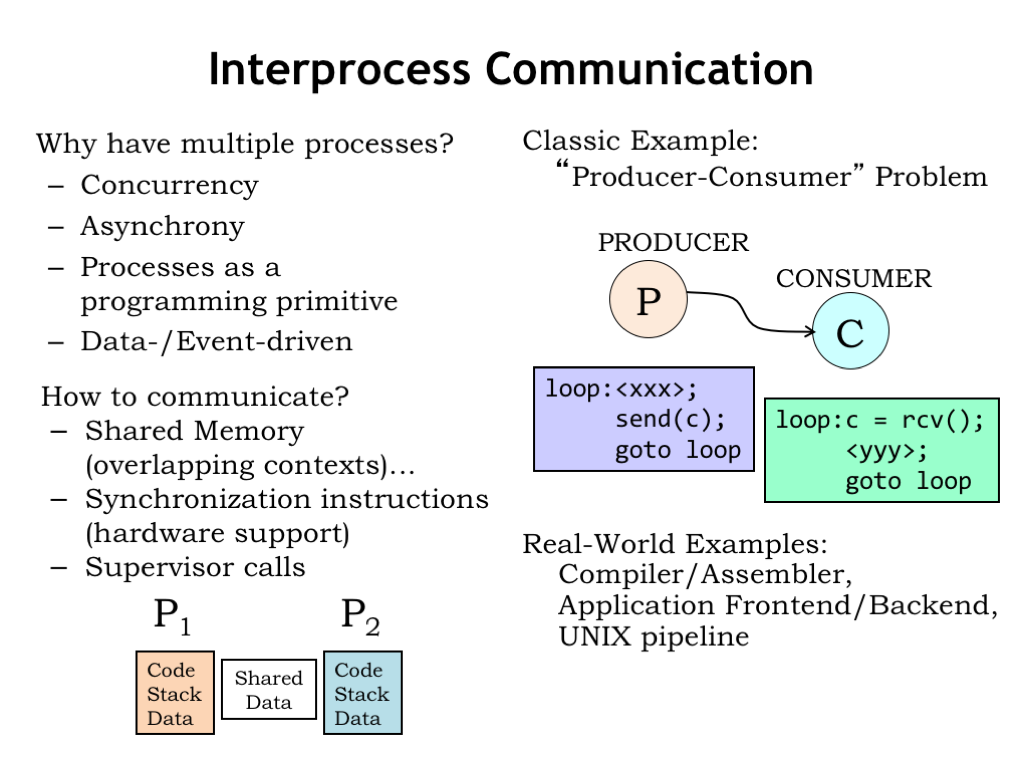 Interprocess Communication
Why have multiple processes?
– Concurrency
– Asynchrony
– Processes as a
programming primitive
– Data-/Event-driven
How to communicate?
– Shared Memory
(overlapping contexts)…
– Synchronization instructions
(hardware support)
– Supervisor calls
P1
P2
Code
Stack
Data
Shared
Data
Code
Stack
Data
Classic Example:
“Producer-Consumer” Problem
PRODUCER
P
CONSUMER
C
loop:<xxx>;
send(c);
goto loop
loop:c = rcv();
<yyy>;
goto loop
Real-World Examples:
Compiler/Assembler,
Application Frontend/Backend,
UNIX pipeline